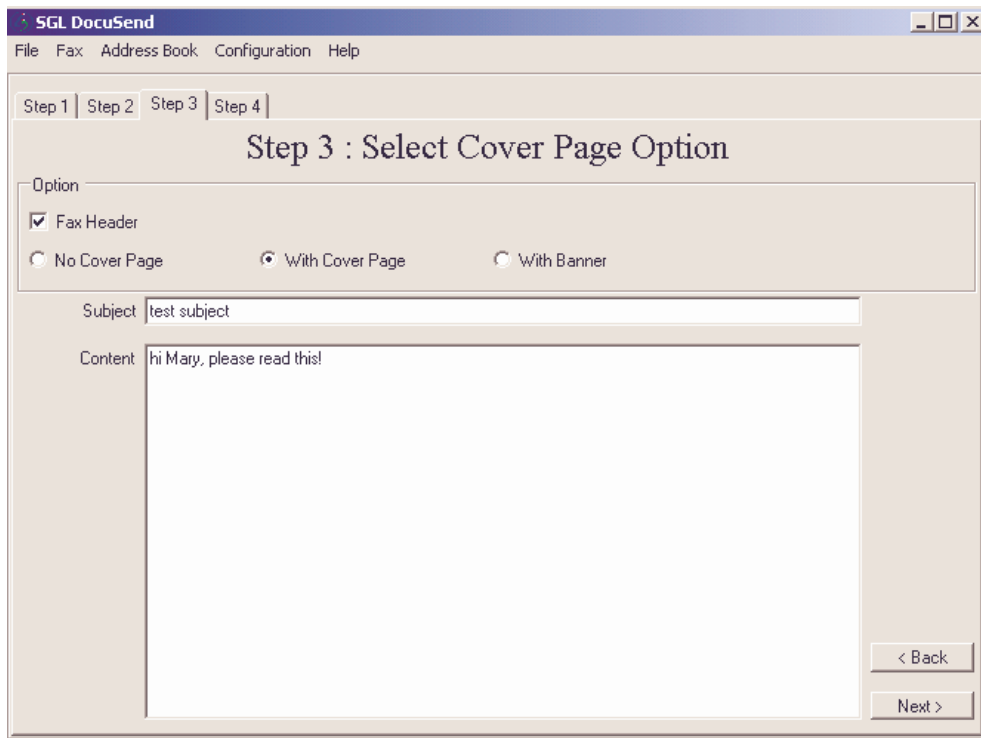 SGL DocuSend
File Fax Address Book Configuration Help
Step 1 Step 2 Step 3 Step 4
Step 3 : Select Cover Page Option
Option
Fax Header
No Cover Page With Cover Page With Banner
Subject test subject
Content hi Mary, please read this!
< Back
Next >